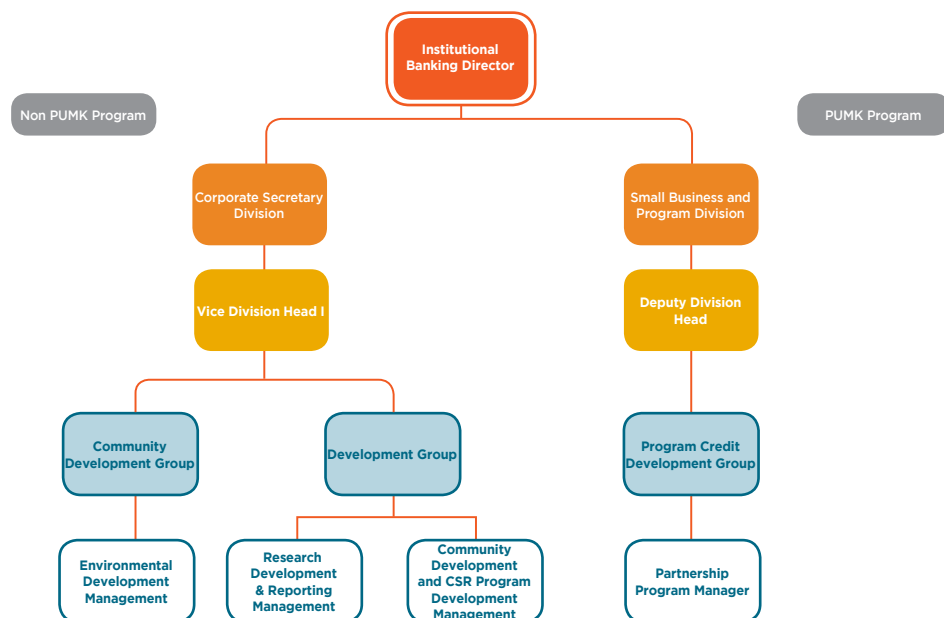 Institutional
Banking Director
Non PUMK Program
PUMK Program
Corporate Secretary
Division
Small Business and
Program Division
Vice Division Head I
Deputy Division
Head
Community
Development Group
Development Group
Program Credit
Development Group
Environmental
Development
Management
Research
Development
& Reporting
Management
Community
Development
and CSR Program
Development
Management
Partnership
Program Manager